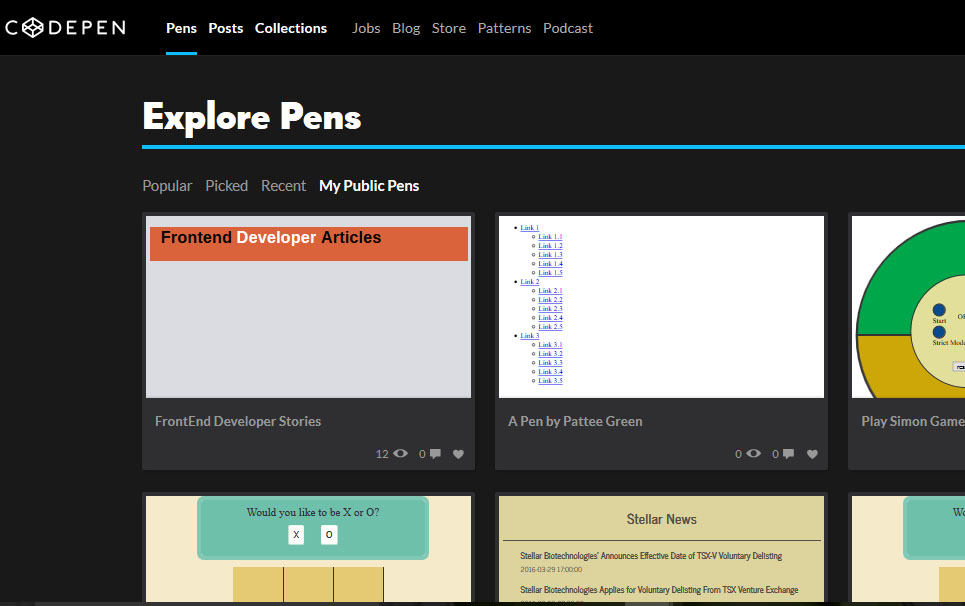 CODEPEN Pens Posts Collections Jobs Blog Store Patterns Podcast
Explore Pens
Popular Picked Recent My Public Pens
Frontend Developer Articles
FrontEnd Developer Stories
12 0
Link 1
Link 1.1
Link 1.2
Link 1.3
Link 1.4
Link 1.5
Link 2
Link 2.1
Link 2.2
Link 2.3
Link 2.4
Link 2.5
Link 3
Link 3.1
Link 3.2
Link 3.3
Link 3.4
Link 3.5
A Pen by Pattee Green
0 0
Start
Strict Mode
Play Simon Game
Would you like to be X or O?
X O
Stellar News
Stellar Biotechnologies' Announces Effective Date of TSX-V Voluntary Delisting
2016-03-29 17:00:00
Stellar Biotechnologies Applies for Voluntary Delisting From TSX Venture Exchange